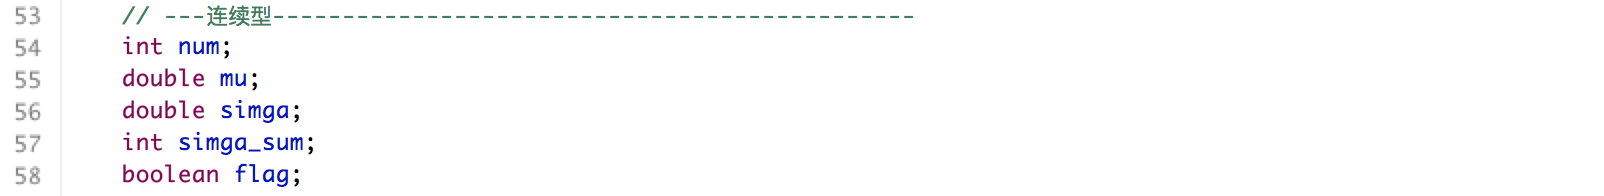 53 // ---连续型----------------------------------------------
54 int num;
55 double mu;
56 double simga;
57 int simga_sum;
58 boolean flag;